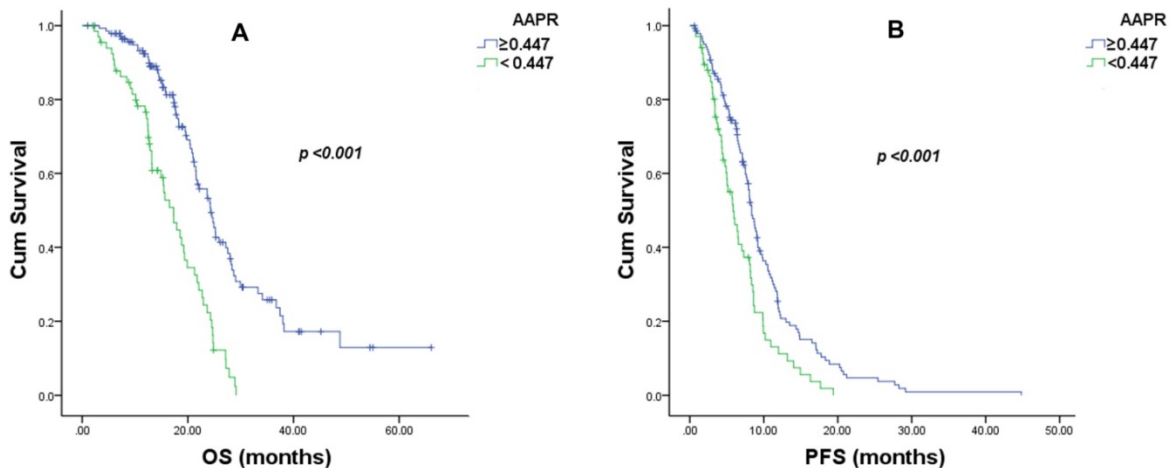 A
AAPR
≥0.447
< 0.447
p <0.001
Cum Survival
1.0
0.8
0.6
0.4
0.2
0.0
.00
20.00
40.00
60.00
OS (months)
B
AAPR
≥0.447
< 0.447
p <0.001
Cum Survival
1.0
0.8
0.6
0.4
0.2
0.0
.00
10.00
20.00
30.00
40.00
50.00
PFS (months)